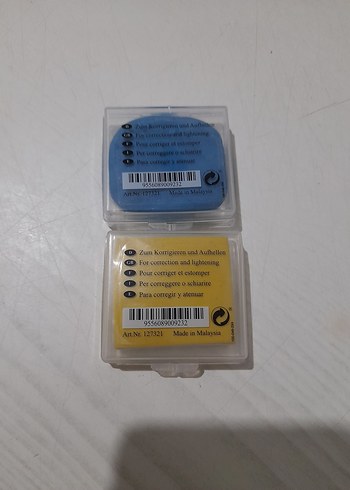 D Zum Korrigieren und Aufhellen
GB For correction and lightening
F Pour corriger et estomper
I Per correggere o schiarire
E Para corregir y atenuar
9556089009232
Art.Nr. 127321 Made in Malaysia
D Zum Korrigieren und Aufhellen
GB For correction and lightening
F Pour corriger et estomper
I Per correggere o schiarire
E Para corregir y atenuar
9556089009232
Art.Nr. 127321 Made in Malaysia